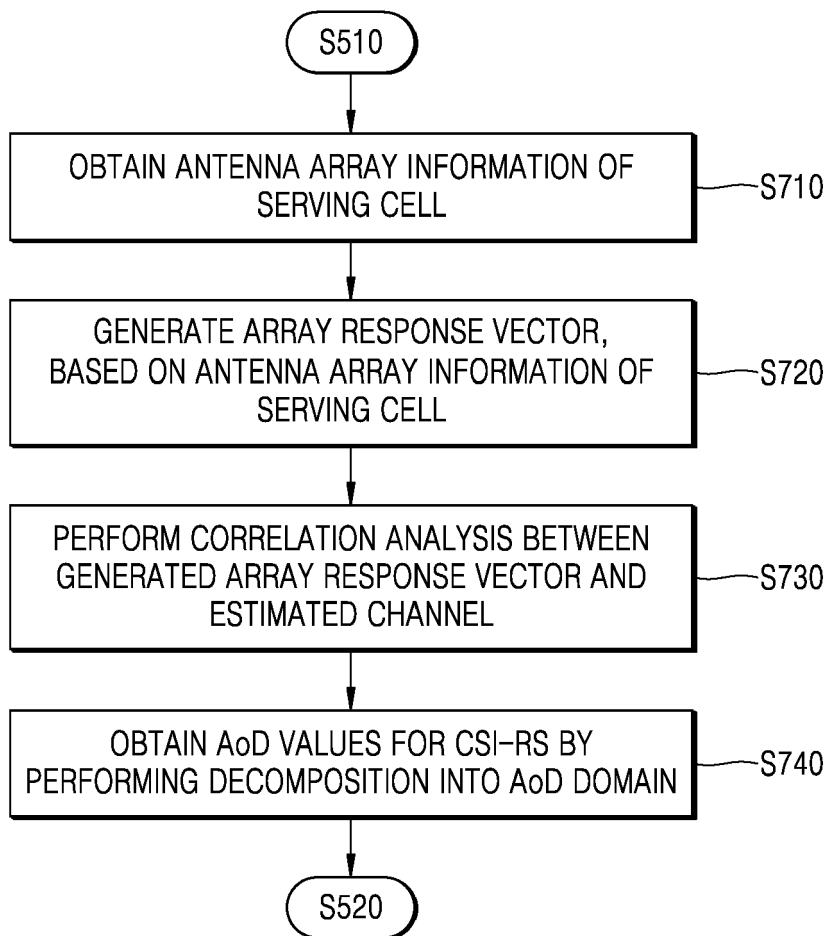 S510
OBTAIN ANTENNA ARRAY INFORMATION OF
SERVING CELL
S710
GENERATE ARRAY RESPONSE VECTOR,
BASED ON ANTENNA ARRAY INFORMATION OF
SERVING CELL
S720
PERFORM CORRELATION ANALYSIS BETWEEN
GENERATED ARRAY RESPONSE VECTOR AND
ESTIMATED CHANNEL
S730
OBTAIN AoD VALUES FOR CSI-RS BY
PERFORMING DECOMPOSITION INTO AoD DOMAIN
S740
S520